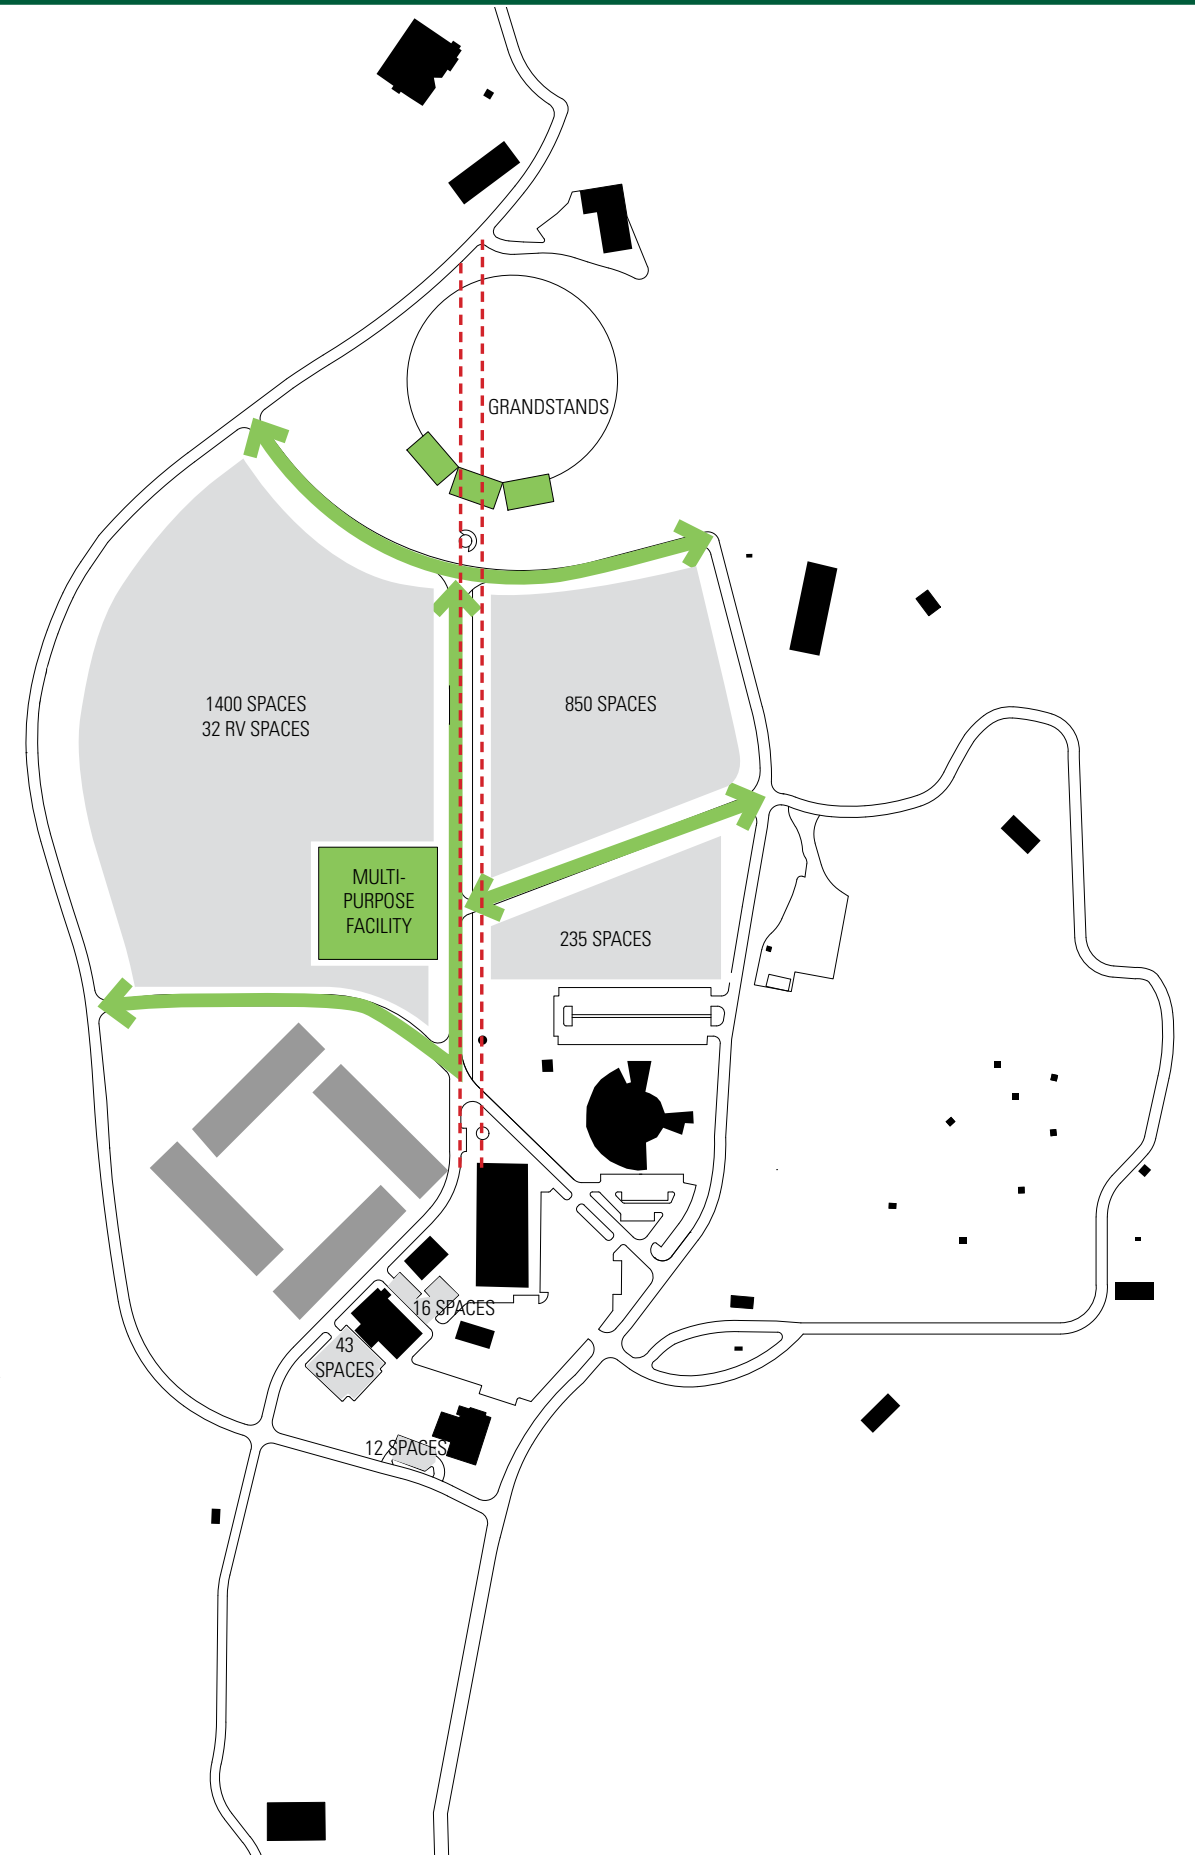 GRANDSTANDS
1400 SPACES
32 RV SPACES
850 SPACES
MULTI-
PURPOSE
FACILITY
235 SPACES
16 SPACES
43
SPACES
12 SPACES